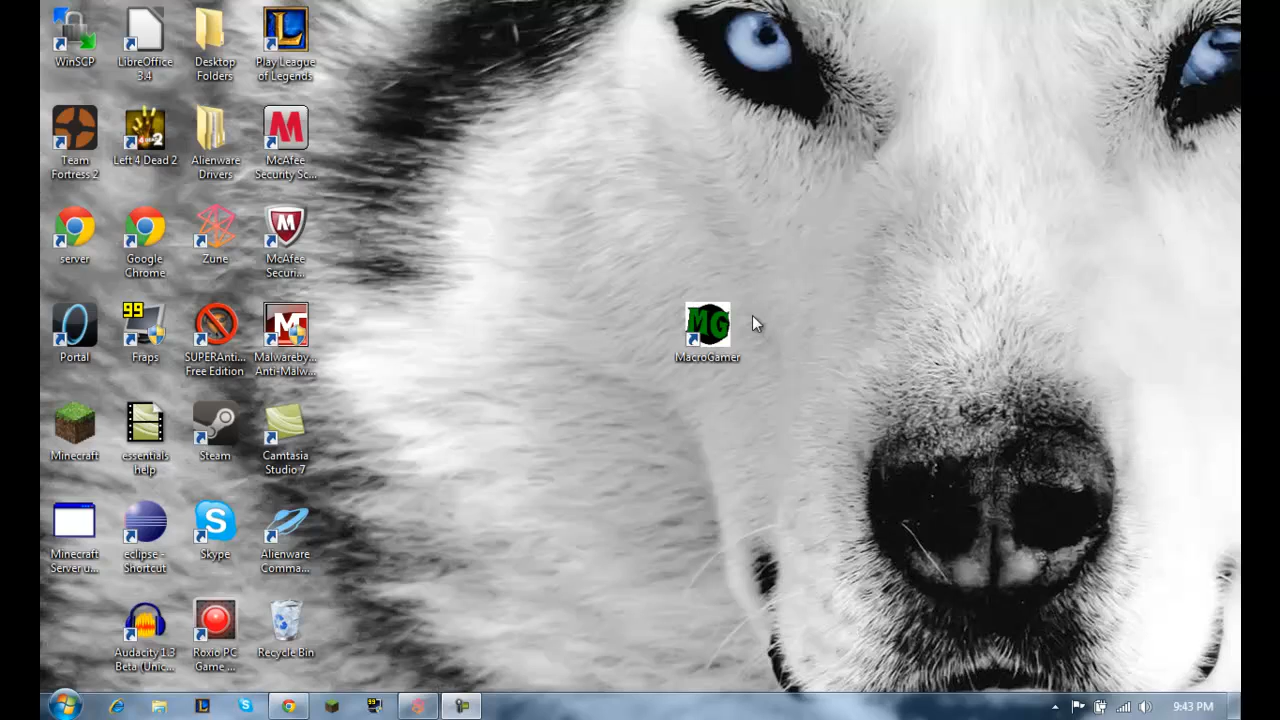 WinSCP
LibreOffice
3.4
Desktop
Folders
Play League
of Legends
Team
Fortress 2
Left 4 Dead 2
Alienware
Drivers
McAfee
Security Sc...
server
Google
Chrome
Zune
McAfee
Securi...
Portal
99
Fraps
SUPERAnti...
Free Edition
Malwareby...
Anti-Malw...
MG
MacroGamer
Minecraft
essentials
help
Steam
Camtasia
Studio 7
Minecraft
Server u...
eclipse -
Shortcut
Skype
Alienware
Comma...
Audacity 1.3
Beta (Unic...
Roxio PC
Game ...
Recycle Bin
99
9:43 PM